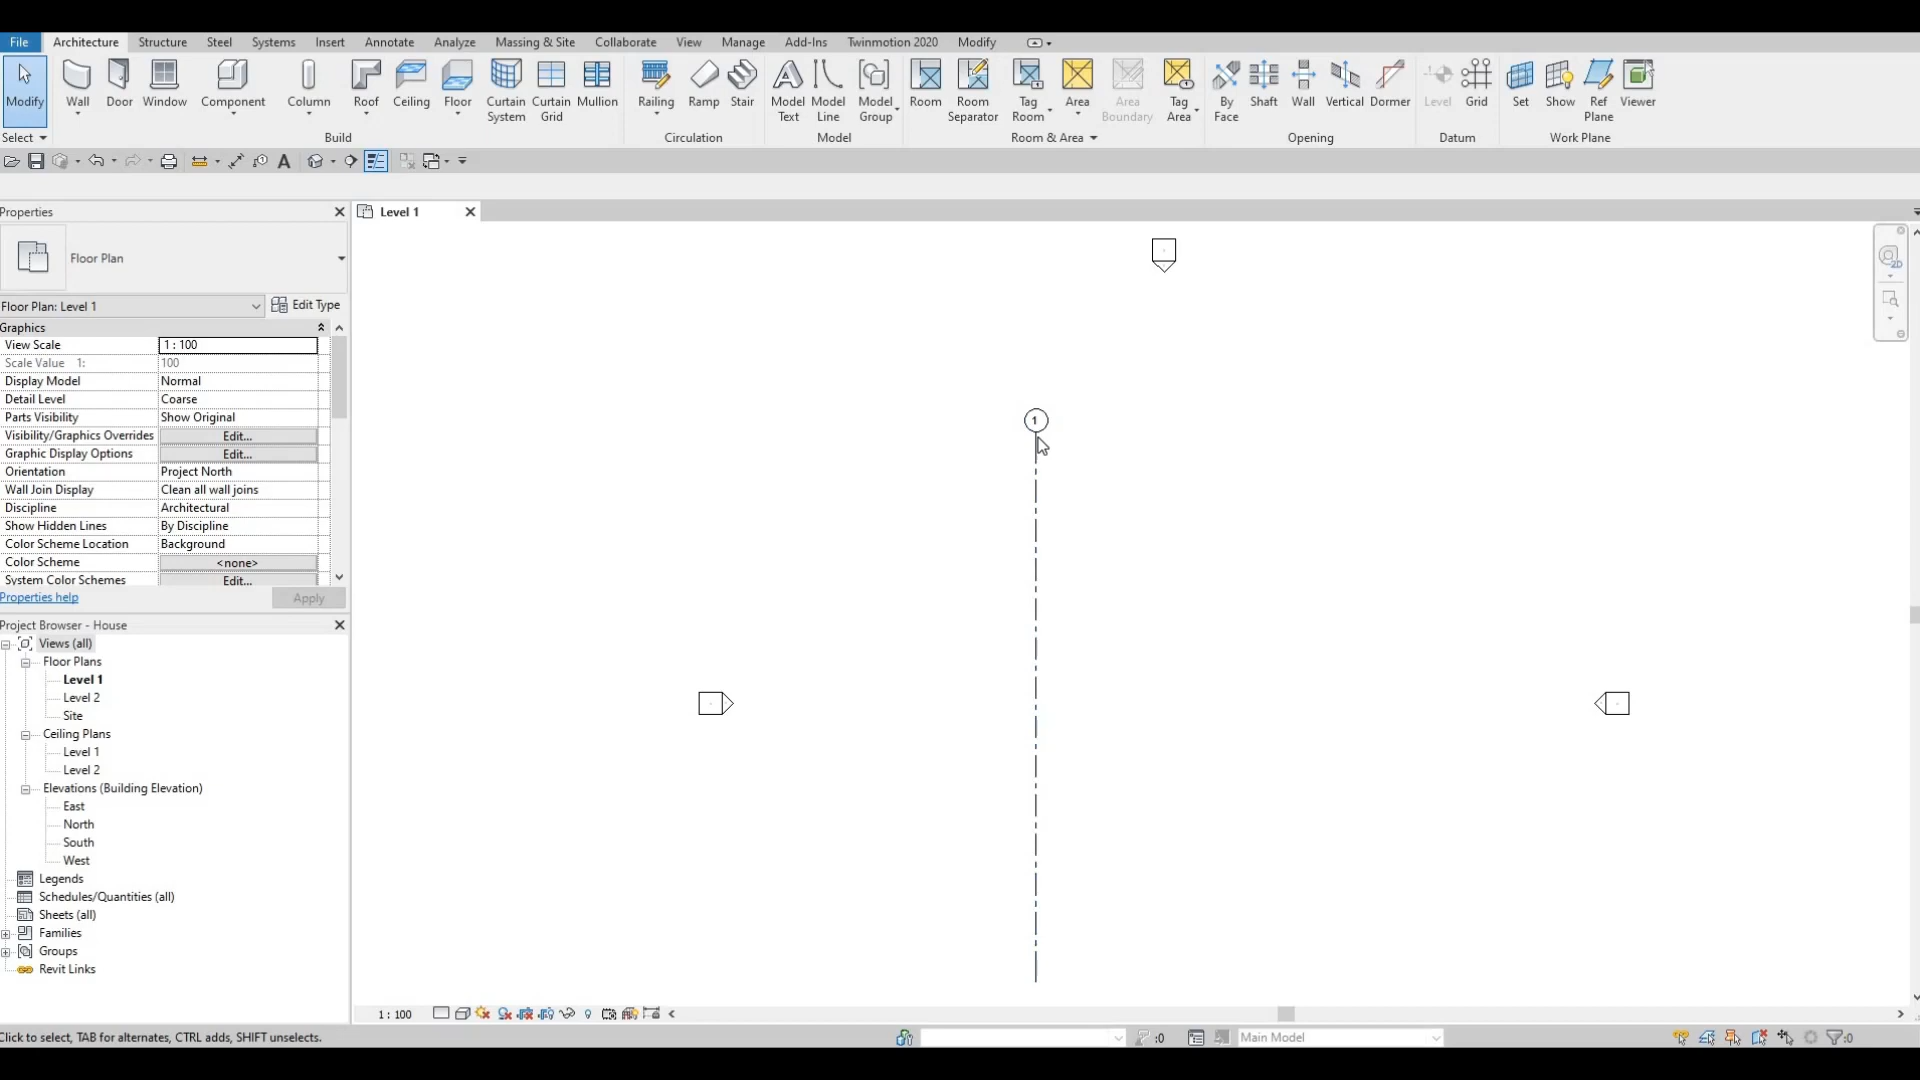 File Architecture Structure Steel Systems Insert Annotate Analyze Massing & Site Collaborate View Manage Add-Ins Twinmotion 2020 Modify
Modify Wall Door Window Component Column Roof Ceiling Floor Curtain System Curtain Grid Mullion Railing Ramp Stair Model Text Model Line Model Group Room Room Separator Tag Room Area Area Boundary Tag Area By Face Shaft Wall Vertical Dormer Level Grid Set Show Ref Plane Viewer
Select Build Circulation Model Room & Area Opening Datum Work Plane
A
Properties
Level 1
Floor Plan
2D
Floor Plan: Level 1 Edit Type
Graphics
View Scale 1 : 100
Scale Value 1: 100
Display Model Normal
Detail Level Coarse
Parts Visibility Show Original
Visibility/Graphics Overrides Edit...
Graphic Display Options Edit...
Orientation Project North
Wall Join Display Clean all wall joins
Discipline Architectural
Show Hidden Lines By Discipline
Color Scheme Location Background
Color Scheme <none>
System Color Schemes Edit...
Properties help Apply
1
Project Browser - House
Views (all)
Floor Plans
Level 1
Level 2
Site
Ceiling Plans
Level 1
Level 2
Elevations (Building Elevation)
East
North
South
West
Legends
Schedules/Quantities (all)
Sheets (all)
Families
Groups
Revit Links
1 : 100
Click to select, TAB for alternates, CTRL adds, SHIFT unselects.
:0
Main Model
:0